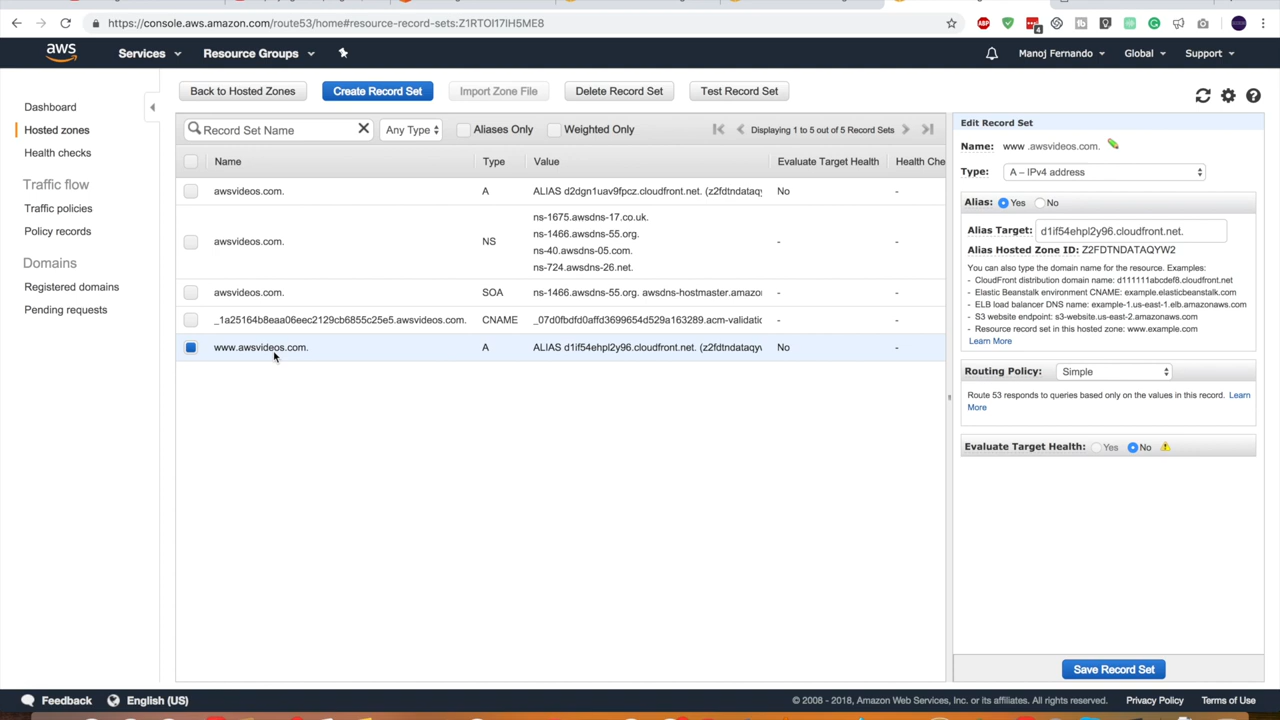 https://console.aws.amazon.com/route53/home#resource-record-sets:Z1RTOI17IH5ME8
aws
Services
Resource Groups
Manoj Fernando
Global
Support
Dashboard
Hosted zones
Health checks
Traffic flow
Traffic policies
Policy records
Domains
Registered domains
Pending requests
Back to Hosted Zones
Create Record Set
Import Zone File
Delete Record Set
Test Record Set
Record Set Name
Any Type
Aliases Only
Weighted Only
Displaying 1 to 5 out of 5 Record Sets
Name Type Value Evaluate Target Health Health Che
awsvideos.com. A ALIAS d2dgn1uav9fpcz.cloudfront.net. (z2fdtndataqy No -
awsvideos.com. NS
ns-1675.awsdns-17.co.uk.
ns-1466.awsdns-55.org.
ns-40.awsdns-05.com.
ns-724.awsdns-26.net.
- -
awsvideos.com. SOA ns-1466.awsdns-55.org. awsdns-hostmaster.amazo - -
_1a25164b8eaa06eec2129cb6855c25e5.awsvideos.com. CNAME _07d0fbdfd0affd3699654d529a163289.acm-validati - -
www.awsvideos.com. A ALIAS d1if54ehpl2y96.cloudfront.net. (z2fdtndataqy No -
Edit Record Set
Name: www .awsvideos.com.
Type: A – IPv4 address
Alias: Yes No
Alias Target: d1if54ehpl2y96.cloudfront.net.
Alias Hosted Zone ID: Z2FDTNDATAQYW2
You can also type the domain name for the resource. Examples:
- CloudFront distribution domain name: d111111abcdef8.cloudfront.net
- Elastic Beanstalk environment CNAME: example.elasticbeanstalk.com
- ELB load balancer DNS name: example-1.us-east-1.elb.amazonaws.com
- S3 website endpoint: s3-website.us-east-2.amazonaws.com
- Resource record set in this hosted zone: www.example.com
Learn More
Routing Policy: Simple
Route 53 responds to queries based only on the values in this record. Learn
More
Evaluate Target Health: Yes No
Save Record Set
Feedback
English (US)
© 2008 - 2018, Amazon Web Services, Inc. or its affiliates. All rights reserved.
Privacy Policy
Terms of Use